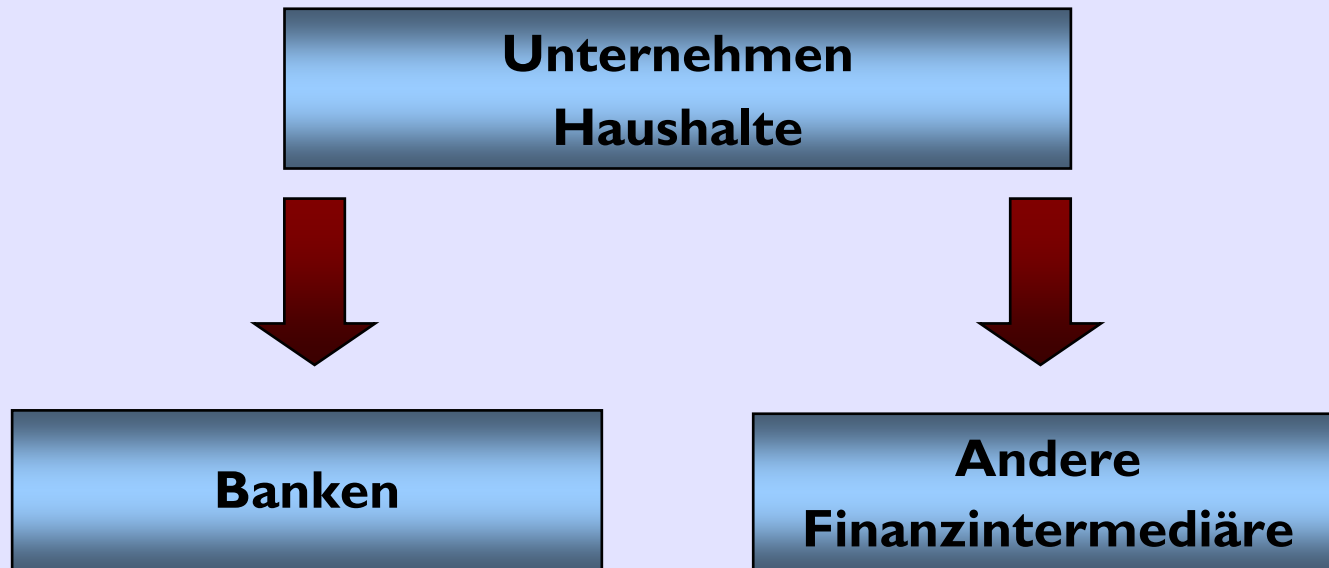 Unternehmen
Haushalte
Banken
Andere
Finanzintermediäre